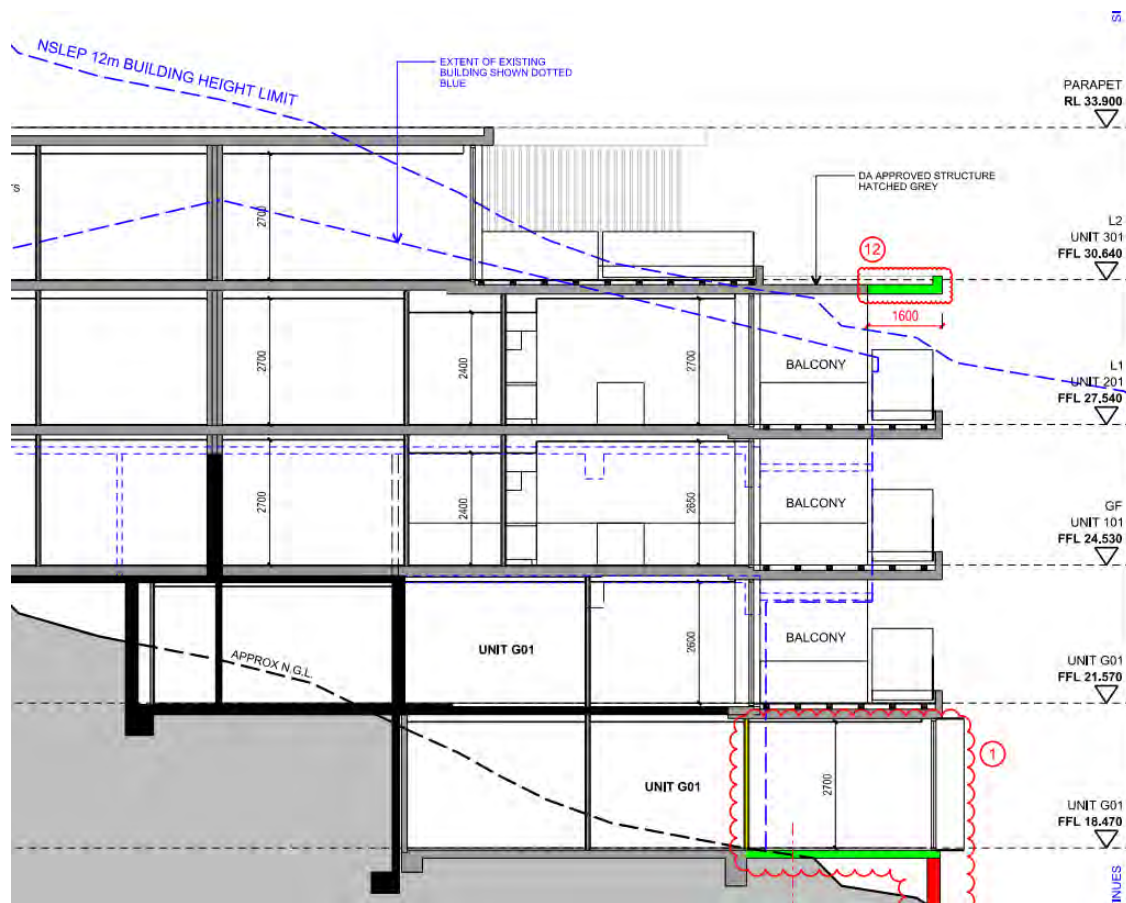 SI
NSLEP 12m BUILDING HEIGHT LIMIT
EXTENT OF EXISTING
BUILDING SHOWN DOTTED
BLUE
PARAPET
RL 33.900
DA APPROVED STRUCTURE
HATCHED GREY
S
2700
L2
UNIT 301
FFL 30.640
12
1600
2700
2400
2700
BALCONY
L1
UNIT 201
FFL 27.540
2700
2400
2650
BALCONY
GF
UNIT 101
FFL 24.530
APPROX N.G.L.
UNIT G01
2600
BALCONY
UNIT G01
FFL 21.570
1
UNIT G01
2700
UNIT G01
FFL 18.470
INUES